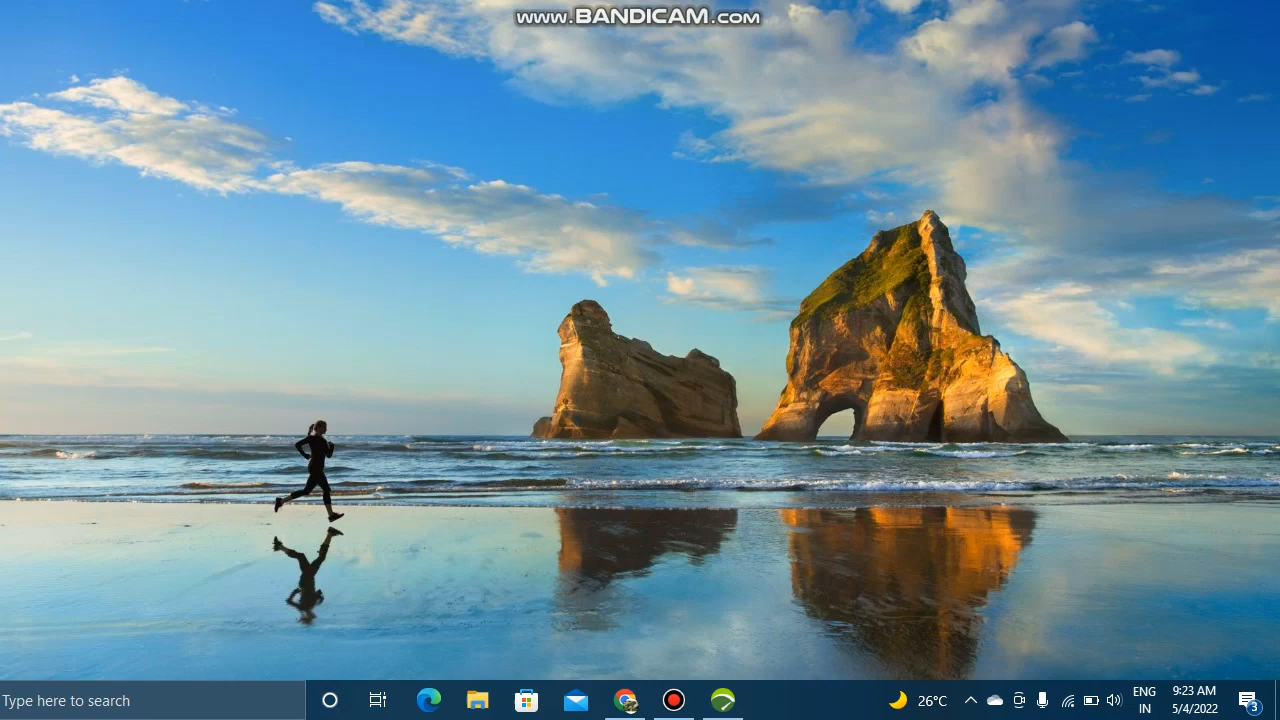 www.BANDICAM.com
Type here to search
26°C
ENG
IN
9:23 AM
5/4/2022
3